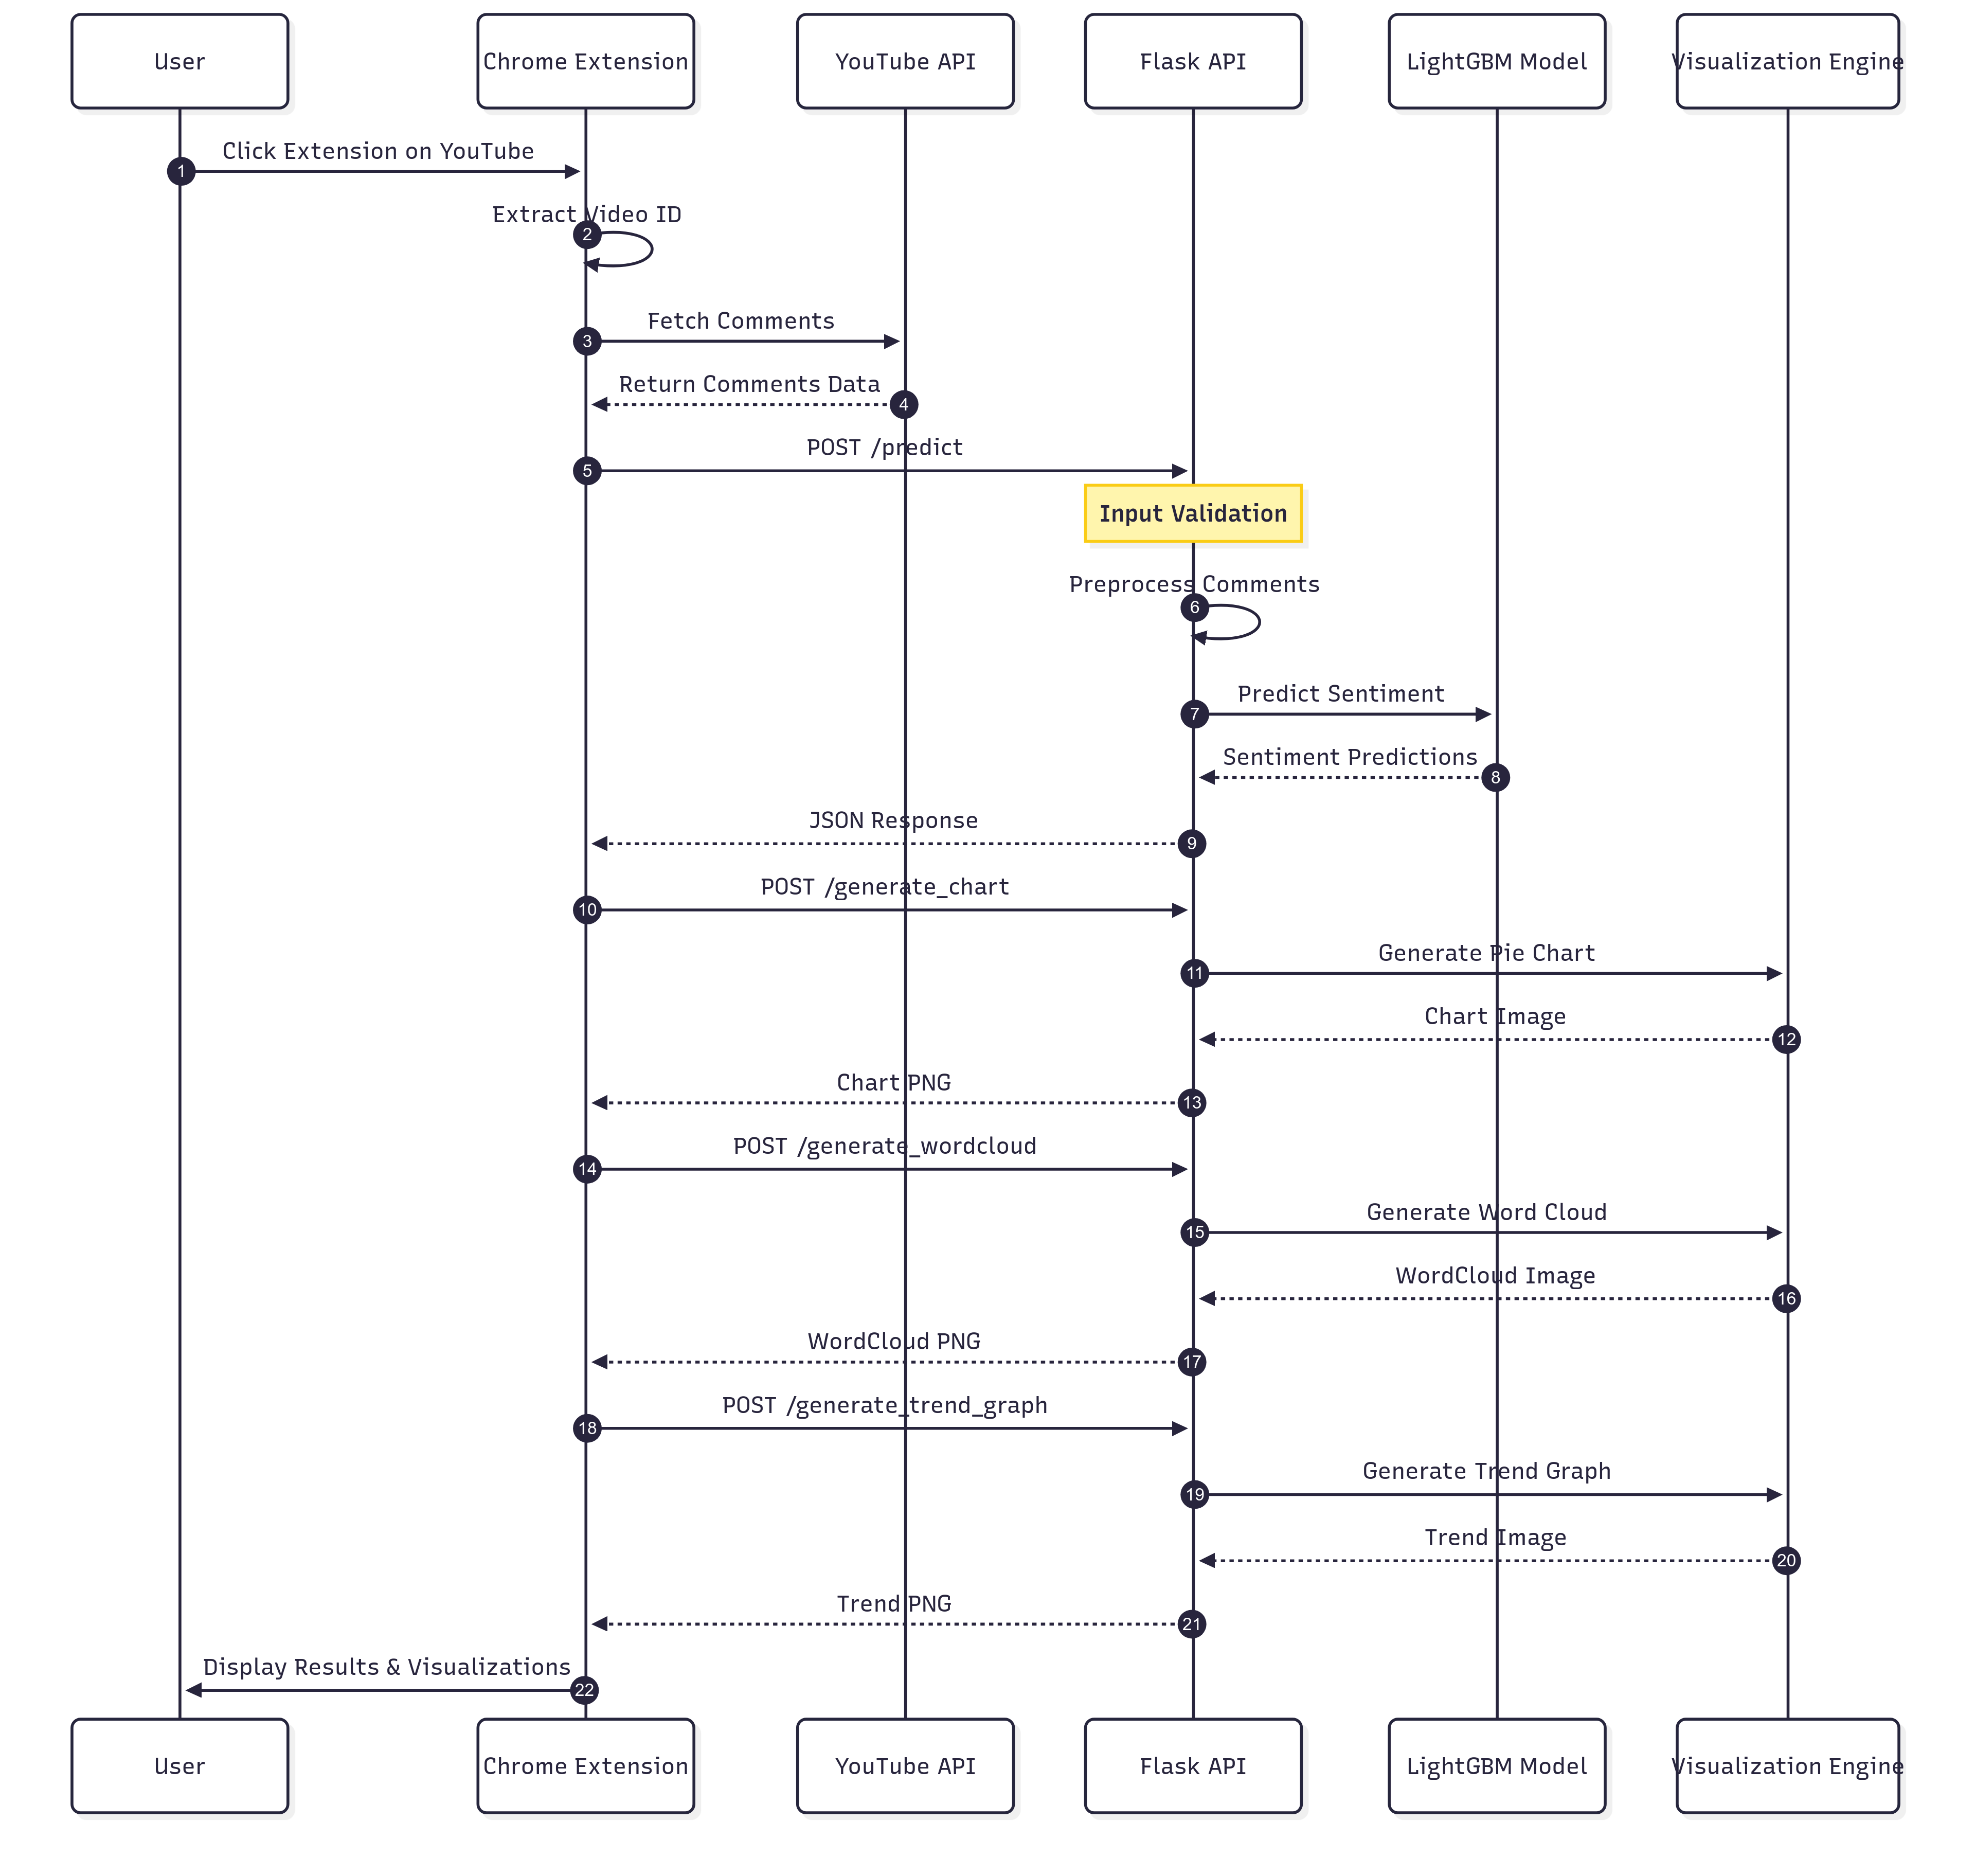 User
Chrome Extension
YouTube API
Flask API
LightGBM Model
Visualization Engine
Click Extension on YouTube
1
Extract Video ID
2
Fetch Comments
3
Return Comments Data
4
POST /predict
5
Input Validation
Preprocess Comments
6
Predict Sentiment
7
Sentiment Predictions
8
JSON Response
9
POST /generate_chart
10
Generate Pie Chart
11
Chart Image
12
Chart PNG
13
POST /generate_wordcloud
14
Generate Word Cloud
15
WordCloud Image
16
WordCloud PNG
17
POST /generate_trend_graph
18
Generate Trend Graph
19
Trend Image
20
Trend PNG
21
Display Results & Visualizations
22
User
Chrome Extension
YouTube API
Flask API
LightGBM Model
Visualization Engine